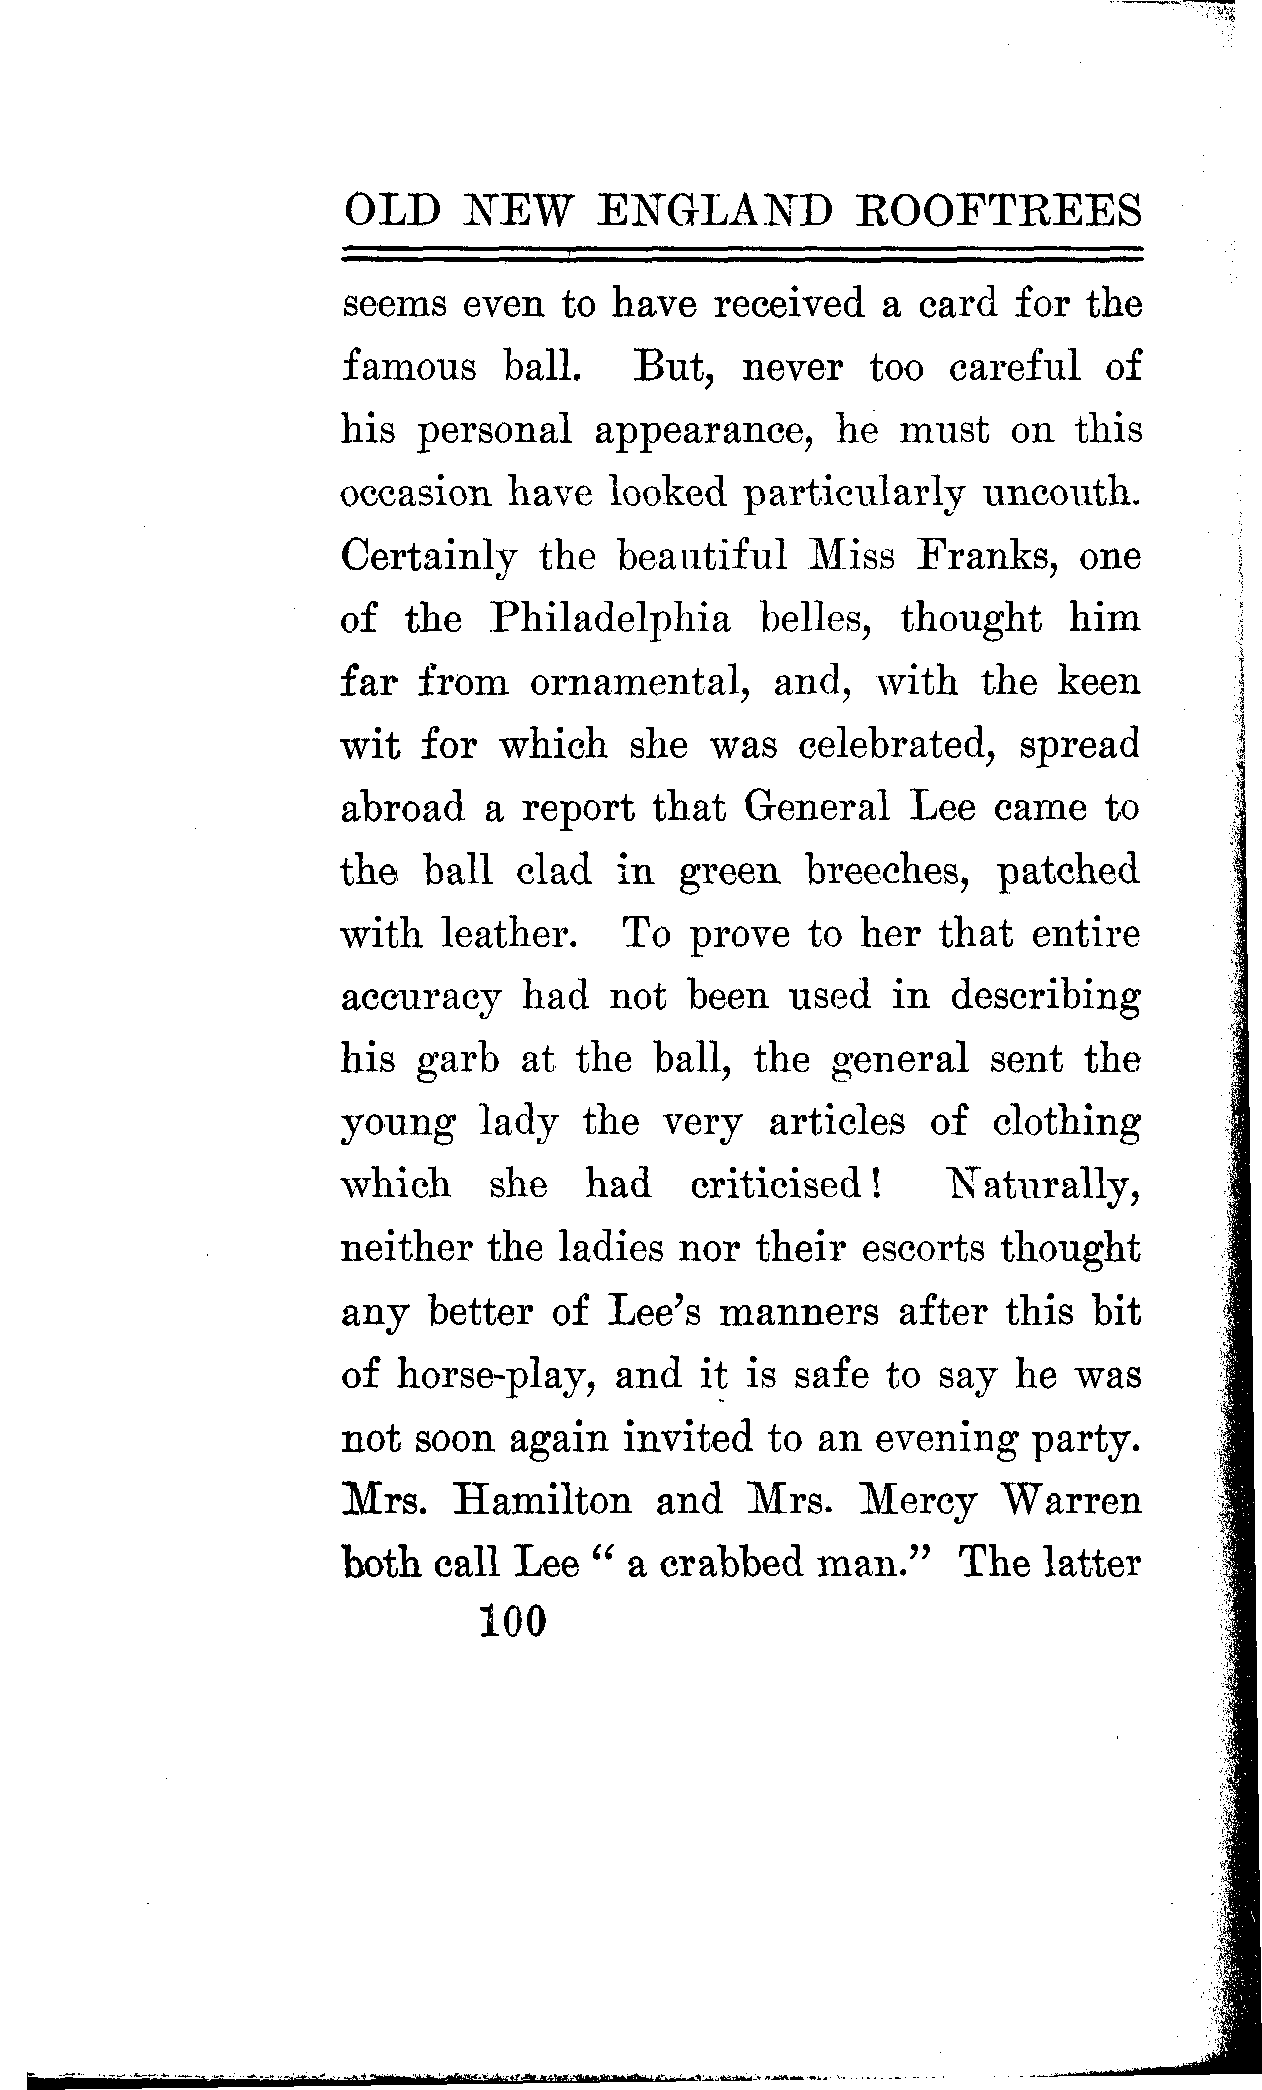 OLD NEW ENGLAND ROOFTREES
seems even to have received a card for the
famous ball. But, never too careful of
his personal appearance, he must on this
occasion have looked particularly uncouth.
Certainly the beautiful Miss Franks, one
of the Philadelphia belles, thought him
far from ornamental, and, with the keen
wit for which she was celebrated, spread
abroad a report that General Lee came to
the ball clad in green breeches, patched
with leather. To prove to her that entire
accuracy had not been used in describing
his garb at the ball, the general sent the
young lady the very articles of clothing
which she had criticised! Naturally,
neither the ladies nor their escorts thought
any better of Lee's manners after this bit
of horse-play, and it is safe to say he was
not soon again invited to an evening party.
Mrs. Hamilton and Mrs. Mercy Warren
both call Lee “ a crabbed man.” The latter
100